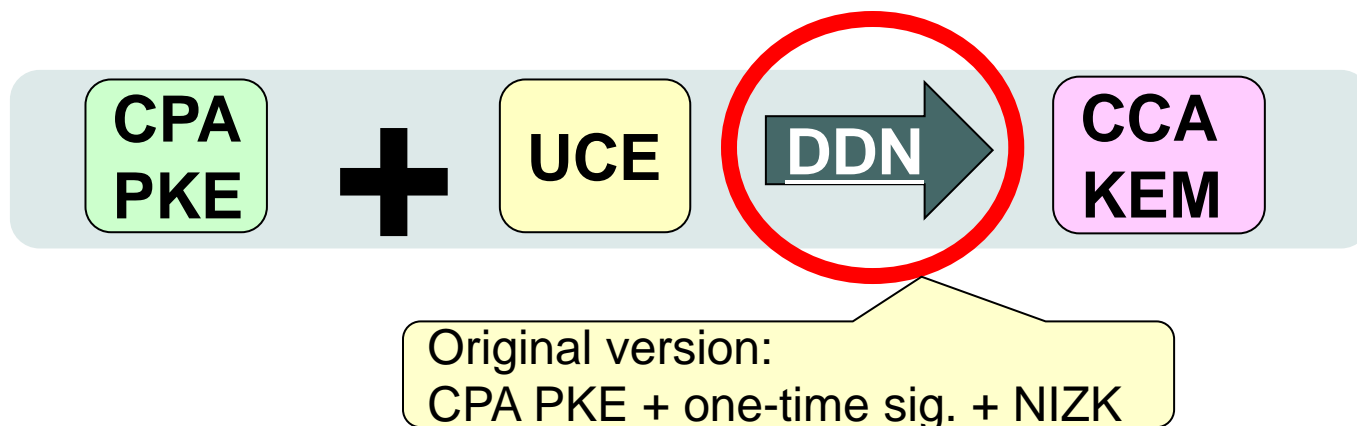 CPA
PKE
+
UCE
DDN
CCA
KEM
Original version:
CPA PKE + one-time sig. + NIZK